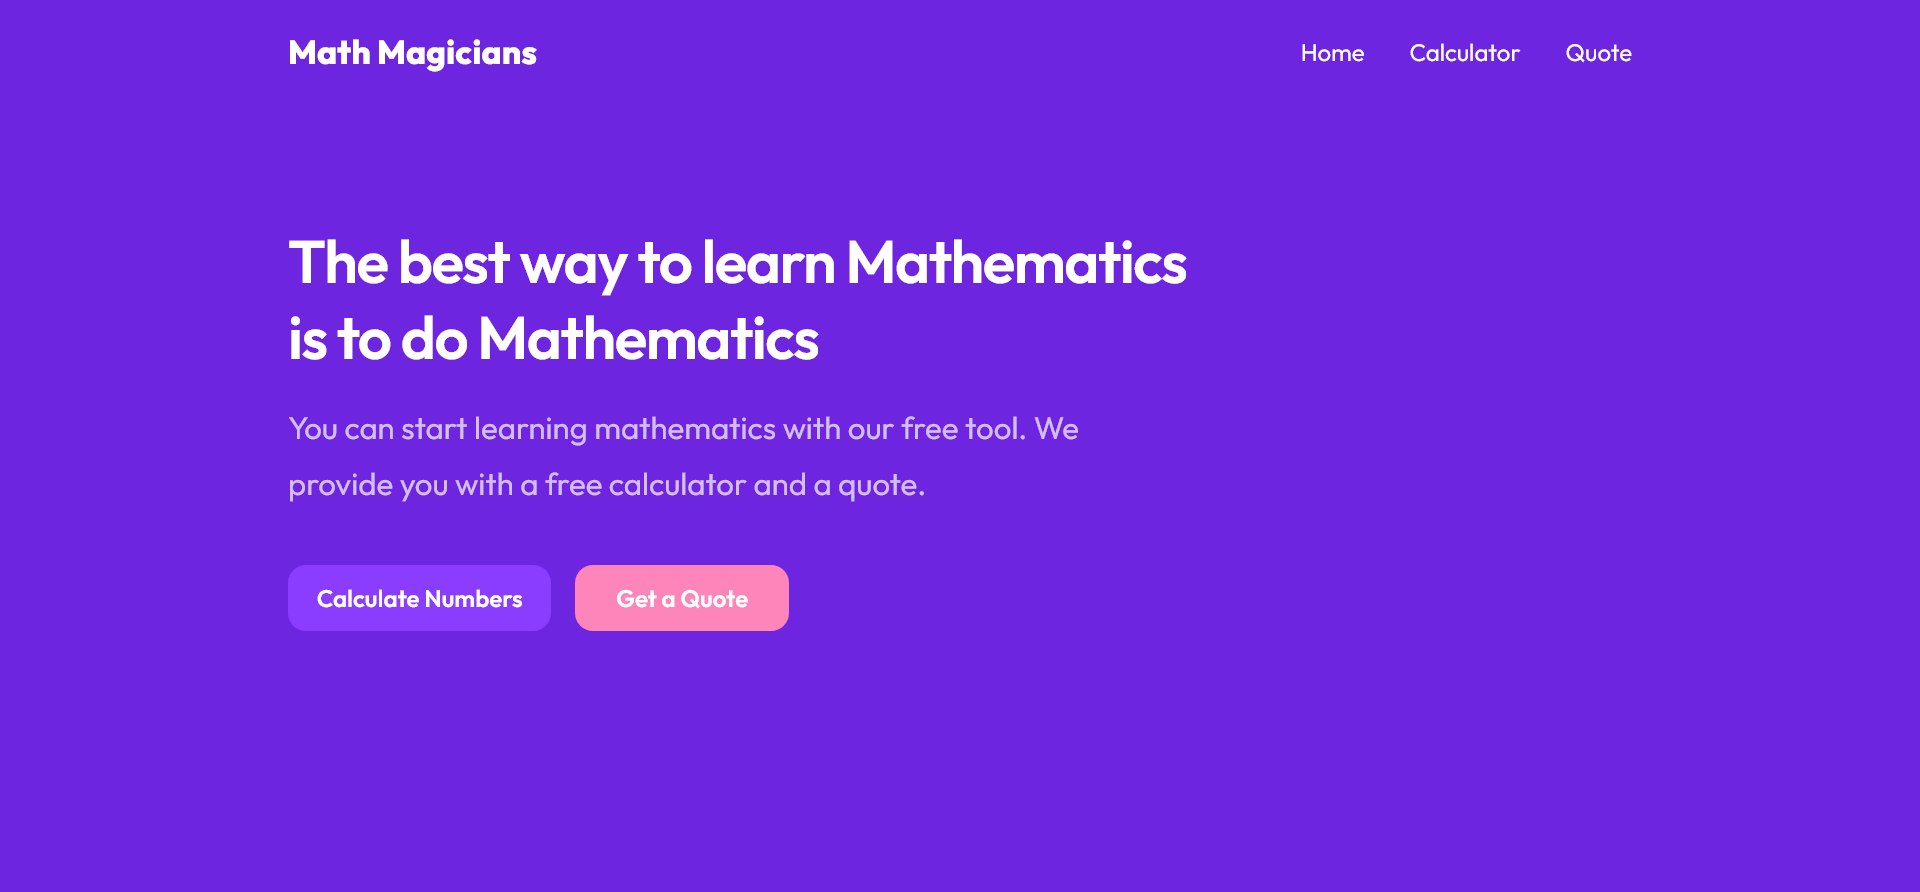 Math Magicians
Home
Calculator
Quote
The best way to learn Mathematics
is to do Mathematics
You can start learning mathematics with our free tool. We
provide you with a free calculator and a quote.
Calculate Numbers
Get a Quote